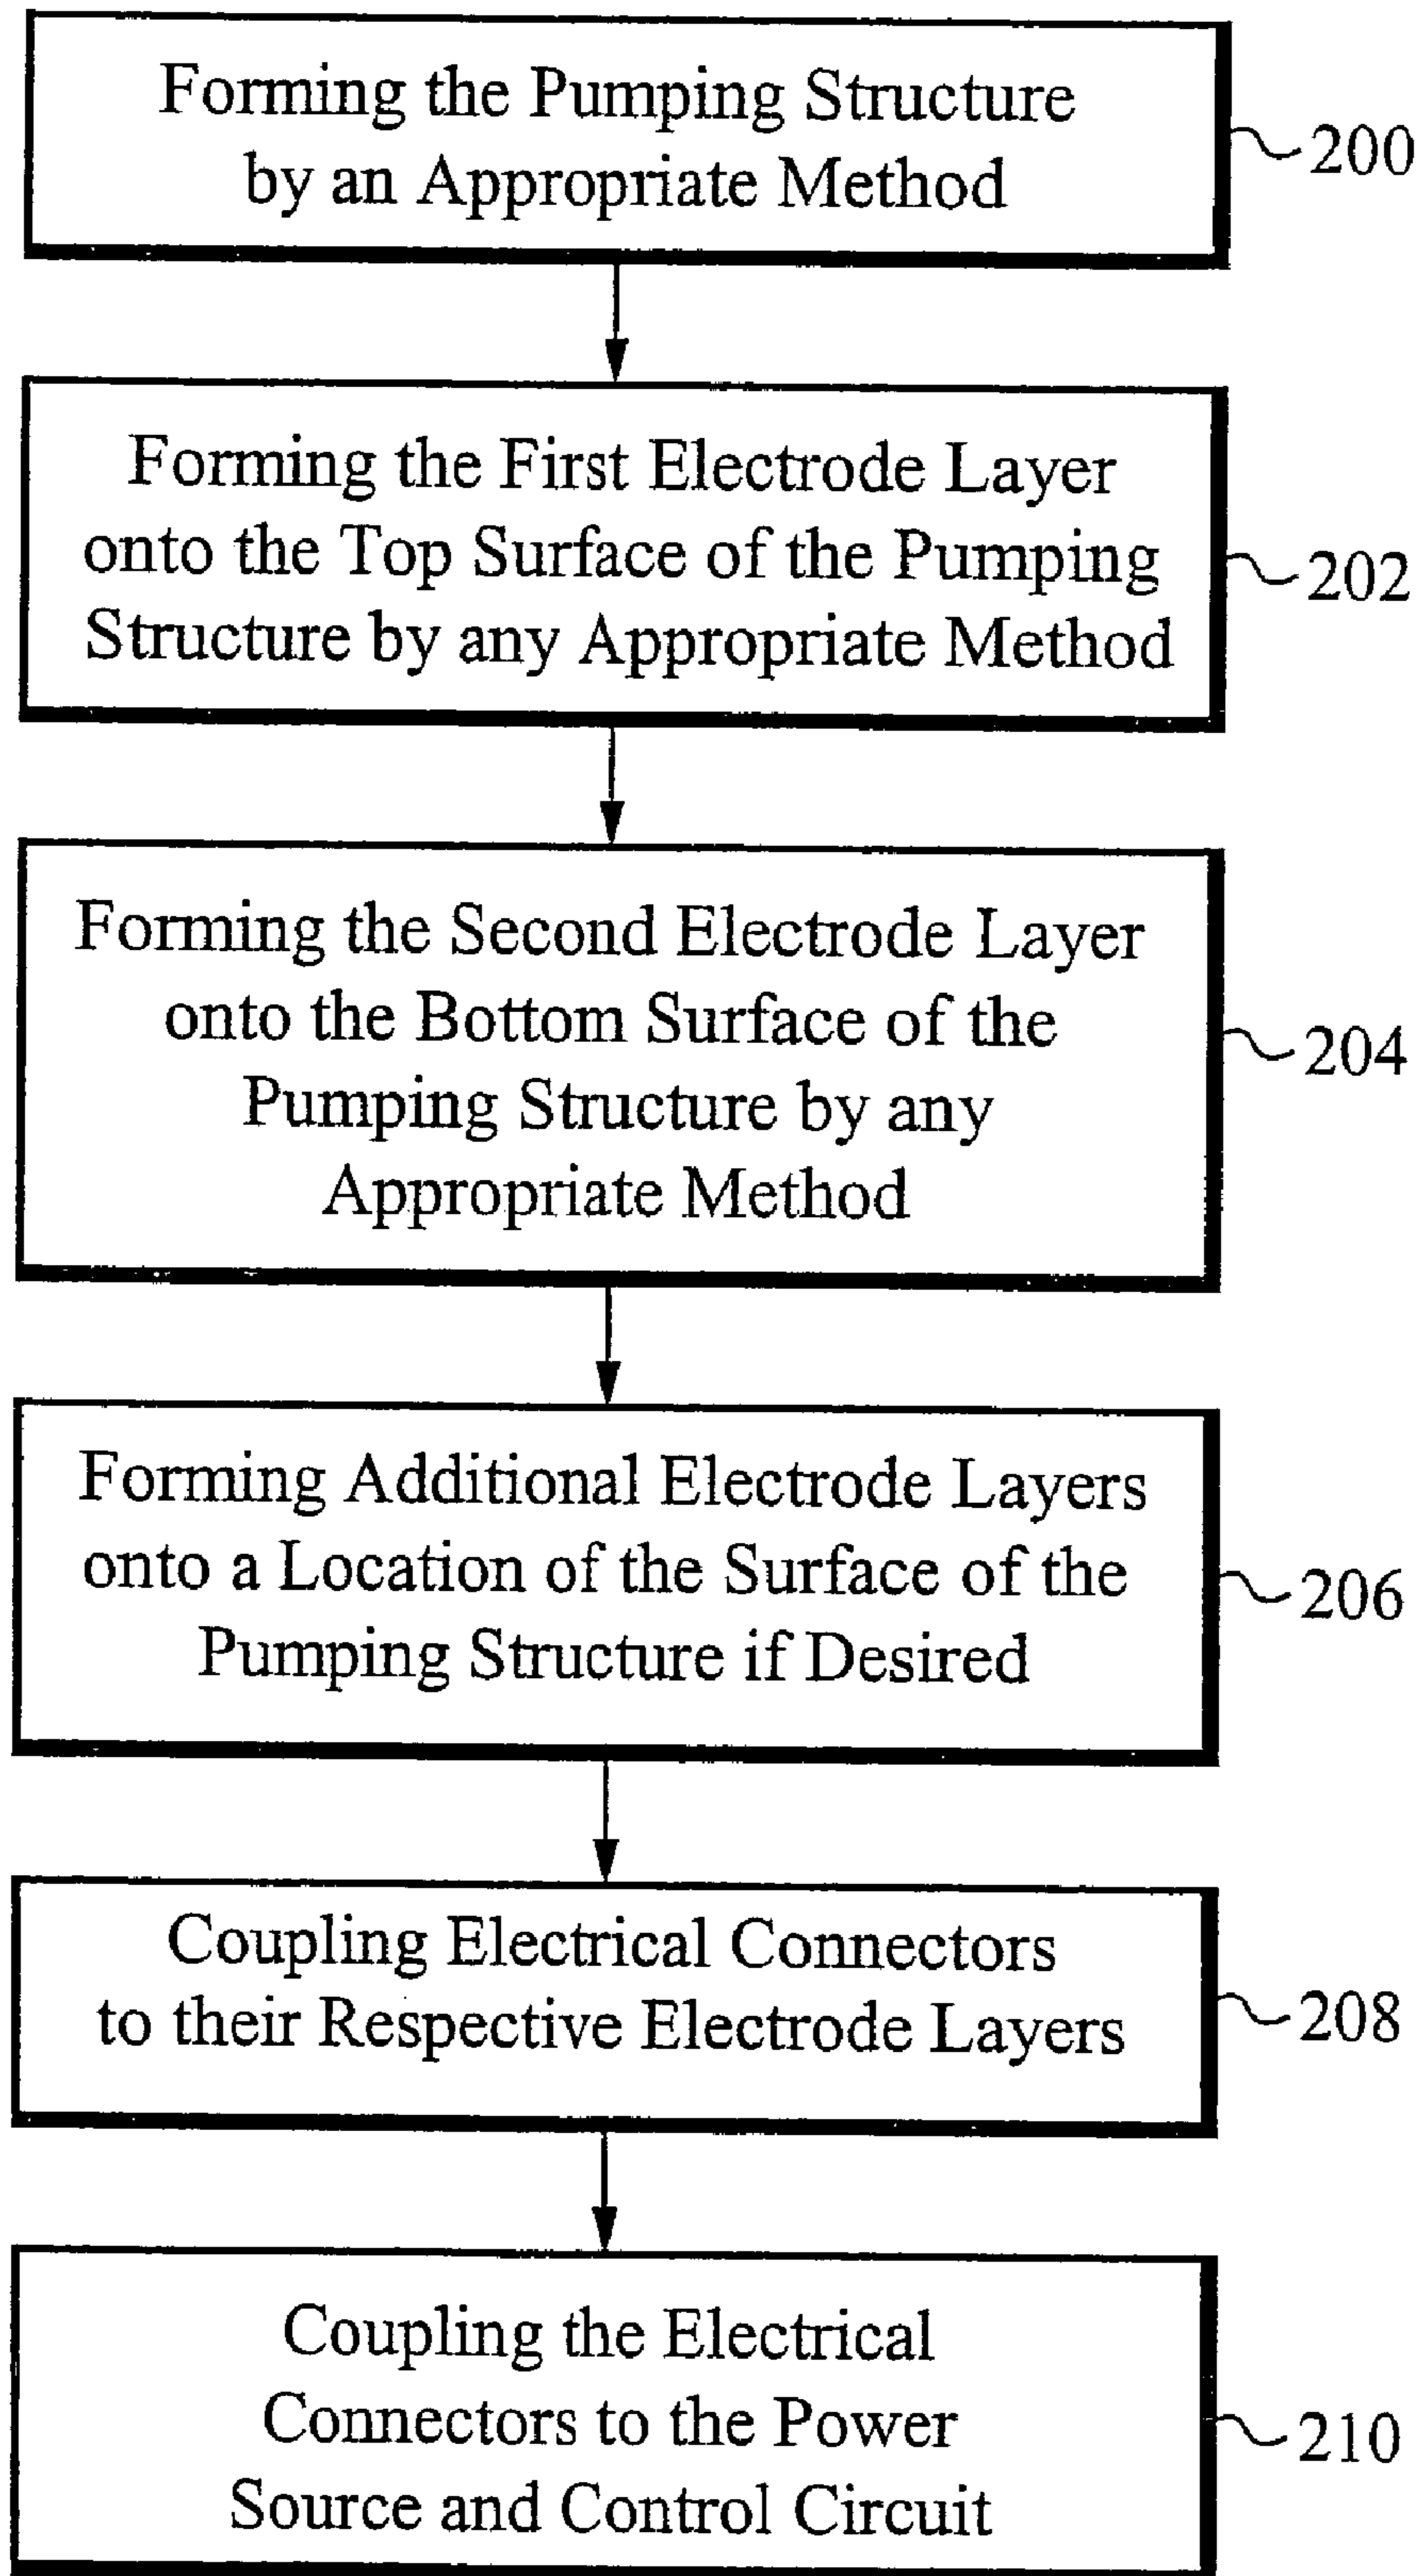 Forming the Pumping Structure
by an Appropriate Method
200
Forming the First Electrode Layer
onto the Top Surface of the Pumping
Structure by any Appropriate Method
202
Forming the Second Electrode Layer
onto the Bottom Surface of the
Pumping Structure by any
Appropriate Method
204
Forming Additional Electrode Layers
onto a Location of the Surface of the
Pumping Structure if Desired
206
Coupling Electrical Connectors
to their Respective Electrode Layers
208
Coupling the Electrical
Connectors to the Power
Source and Control Circuit
210